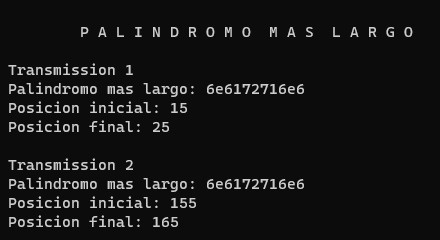 P A L I N D R O M O  M A S  L A R G O
Transmission 1
Palindromo mas largo: 6e6172716e6
Posicion inicial: 15
Posicion final: 25
Transmission 2
Palindromo mas largo: 6e6172716e6
Posicion inicial: 155
Posicion final: 165